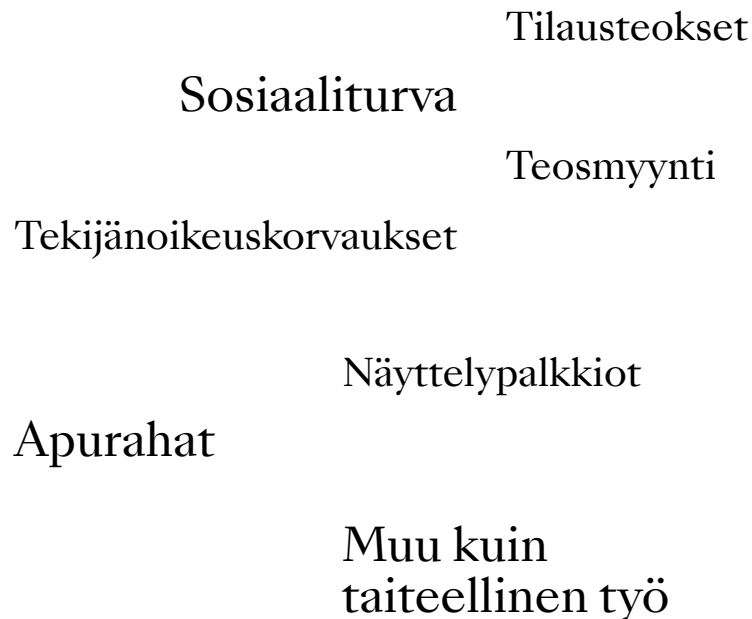 Tilausteokset
Sosiaaliturva
Teosmyynti
Tekijänoikeuskorvaukset
Näyttelypalkkiot
Apurahat
Muu kuin
taiteellinen työ